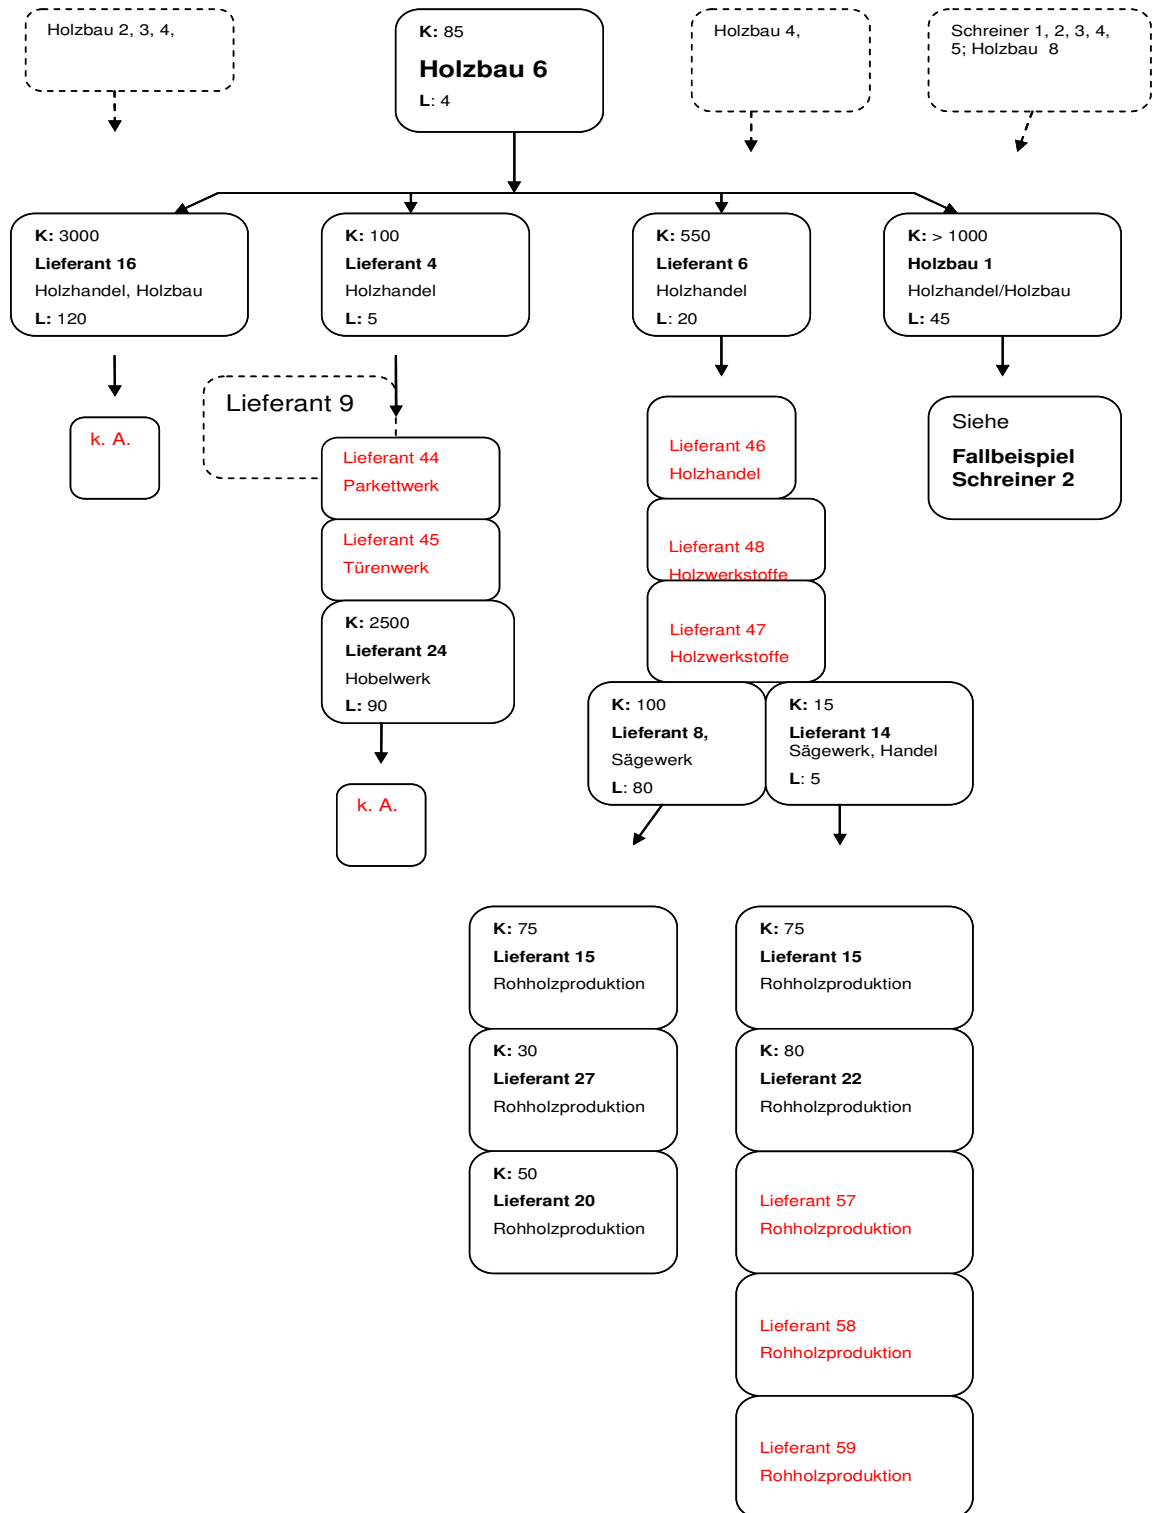 Holzbau 2, 3, 4,
K: 85
Holzbau 6
L: 4
Holzbau 4,
Schreiner 1, 2, 3, 4,
5; Holzbau 8
K: 3000
Lieferant 16
Holzhandel, Holzbau
L: 120
K: 100
Lieferant 4
Holzhandel
L: 5
K: 550
Lieferant 6
Holzhandel
L: 20
K: > 1000
Holzbau 1
Holzhandel/Holzbau
L: 45
k. A.
Lieferant 9
Lieferant 44
Parkettwerk
Lieferant 45
Türenwerk
K: 2500
Lieferant 24
Hobelwerk
L: 90
k. A.
Lieferant 46
Holzhandel
Lieferant 48
Holzwerkstoffe
Lieferant 47
Holzwerkstoffe
Siehe
Fallbeispiel
Schreiner 2
K: 100
Lieferant 8,
Sägewerk
L: 80
K: 15
Lieferant 14
Sägewerk, Handel
L: 5
K: 75
Lieferant 15
Rohholzproduktion
K: 30
Lieferant 27
Rohholzproduktion
K: 50
Lieferant 20
Rohholzproduktion
K: 75
Lieferant 15
Rohholzproduktion
K: 80
Lieferant 22
Rohholzproduktion
Lieferant 57
Rohholzproduktion
Lieferant 58
Rohholzproduktion
Lieferant 59
Rohholzproduktion